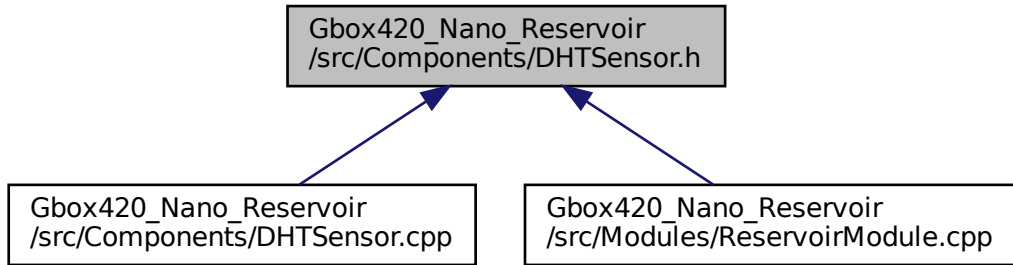 Gbox420_Nano_Reservoir
/src/Components/DHTSensor.h
Gbox420_Nano_Reservoir
/src/Components/DHTSensor.cpp
Gbox420_Nano_Reservoir
/src/Modules/ReservoirModule.cpp